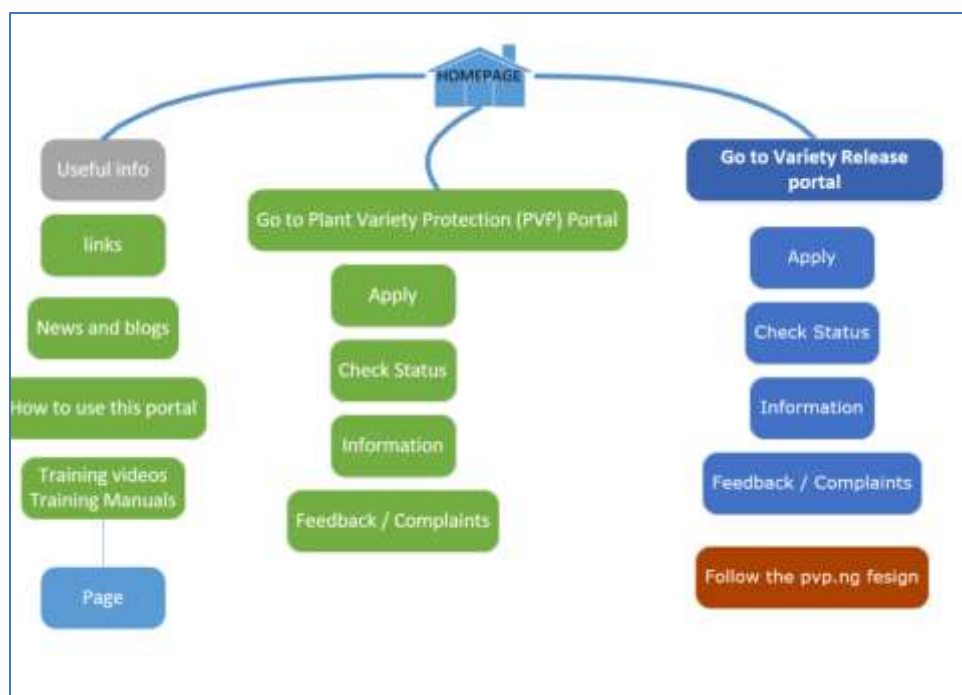 HOMEPAGE
Useful info
links
News and blogs
How to use this portal
Training videos
Training Manuals
Page
Go to Plant Variety Protection (PVP) Portal
Apply
Check Status
Information
Feedback / Complaints
Go to Variety Release
portal
Apply
Check Status
Information
Feedback / Complaints
Follow the pvp.ng fesign